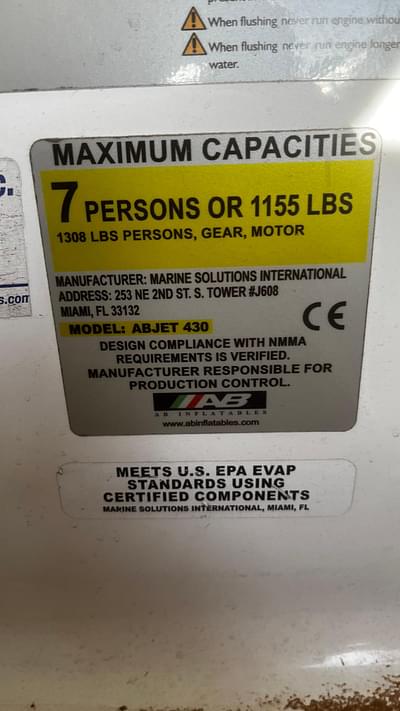 When flushing never run engine withou
When flushing never run engine longer
water.
MAXIMUM CAPACITIES
7 PERSONS OR 1155 LBS
1308 LBS PERSONS, GEAR, MOTOR
MANUFACTURER: MARINE SOLUTIONS INTERNATIONAL
ADDRESS: 253 NE 2ND ST. S. TOWER #J608
MIAMI, FL 33132
CE
MODEL: ABJET 430
DESIGN COMPLIANCE WITH NMMA
REQUIREMENTS IS VERIFIED.
MANUFACTURER RESPONSIBLE FOR
PRODUCTION CONTROL.
AB
AB INFLATABLES
www.abinflatables.com
C.
s.com
MEETS U.S. EPA EVAP
STANDARDS USING
CERTIFIED COMPONENTS
MARINE SOLUTIONS INTERNATIONAL, MIAMI, FL